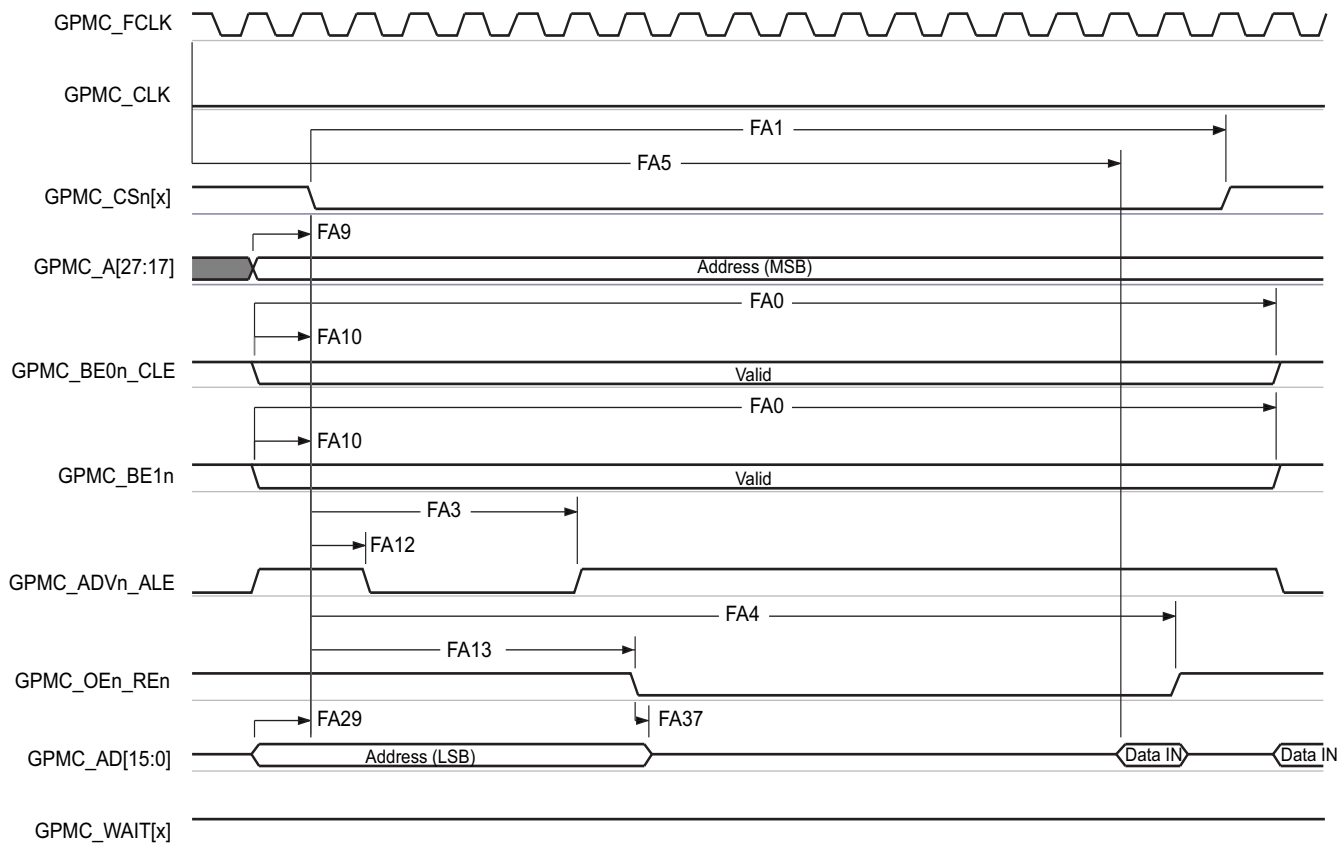 GPMC_FCLK
GPMC_CLK
FA1
FA5
GPMC_CSn[x]
FA9
GPMC_A[27:17]
Address (MSB)
FA0
FA10
GPMC_BE0n_CLE
Valid
FA0
FA10
GPMC_BE1n
Valid
FA3
FA12
GPMC_ADVn_ALE
FA4
FA13
GPMC_OEn_REn
FA29
FA37
GPMC_AD[15:0]
Address (LSB)
Data IN
Data IN
GPMC_WAIT[x]